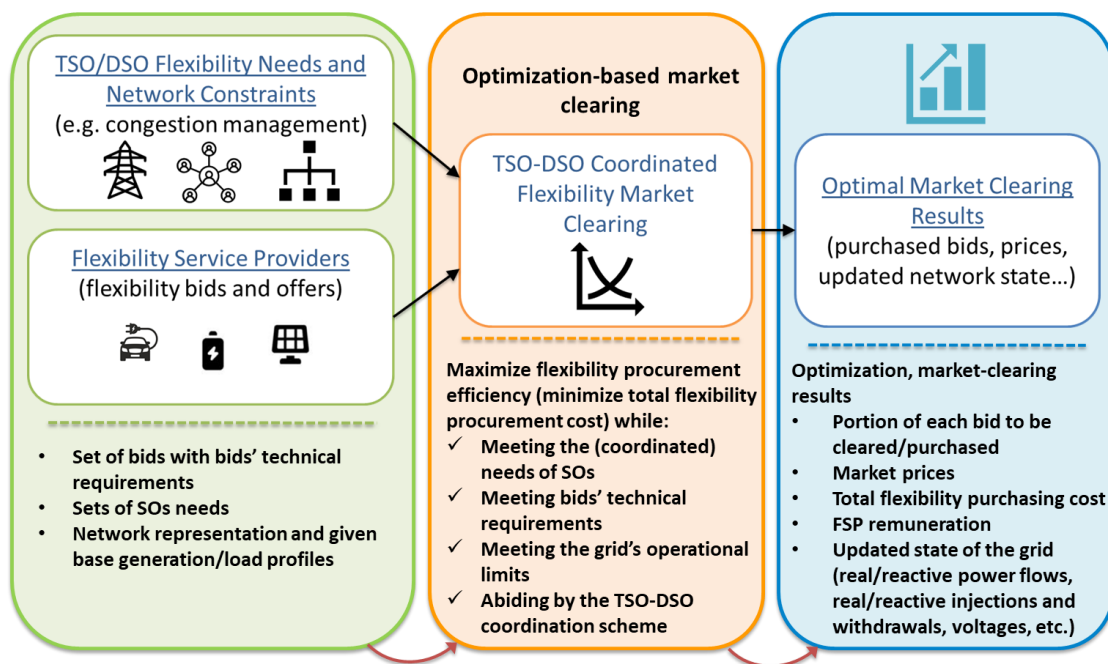 TSO/DSO Flexibility Needs and
Network Constraints
(e.g. congestion management)
Flexibility Service Providers
(flexibility bids and offers)
• Set of bids with bids' technical
requirements
• Sets of SOs needs
• Network representation and given
base generation/load profiles
Optimization-based market
clearing
TSO-DSO Coordinated
Flexibility Market
Clearing
Maximize flexibility procurement
efficiency (minimize total flexibility
procurement cost) while:
✓ Meeting the (coordinated)
needs of SOs
✓ Meeting bids' technical
requirements
✓ Meeting the grid's operational
limits
✓ Abiding by the TSO-DSO
coordination scheme
Optimal Market Clearing
Results
(purchased bids, prices,
updated network state…)
Optimization, market-clearing
results
• Portion of each bid to be
cleared/purchased
• Market prices
• Total flexibility purchasing cost
• FSP remuneration
• Updated state of the grid
(real/reactive power flows,
real/reactive injections and
withdrawals, voltages, etc.)